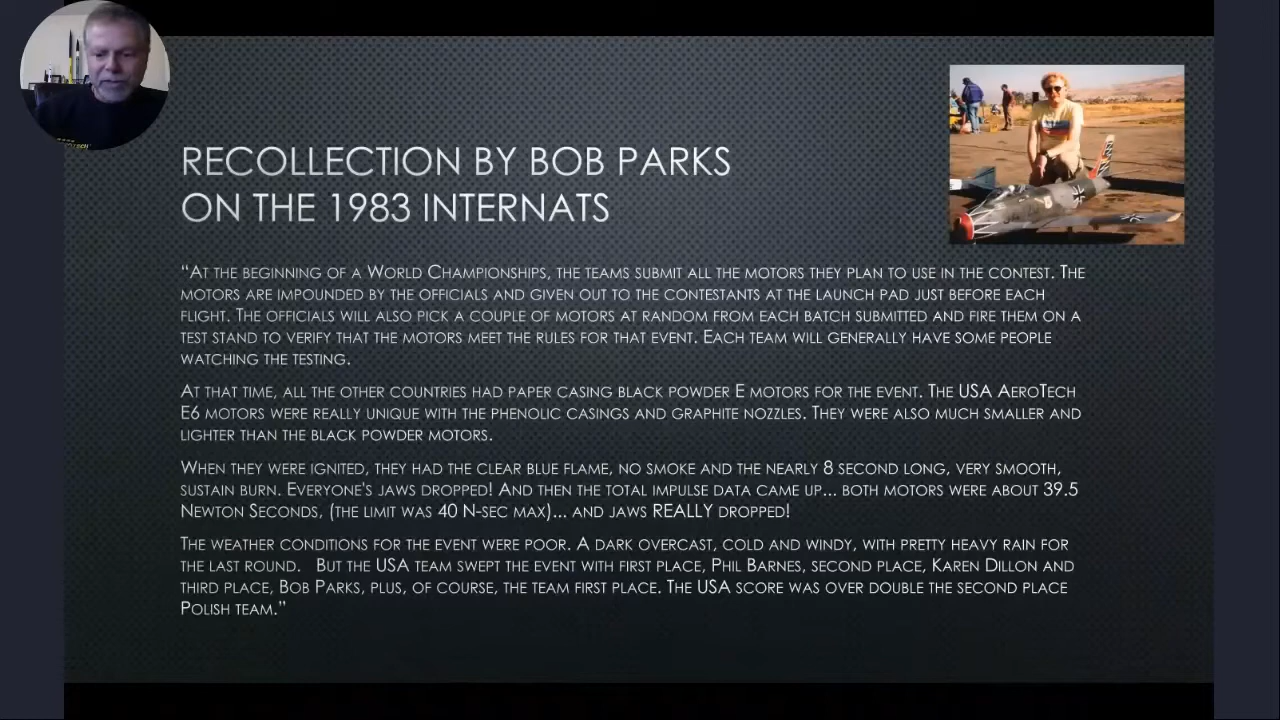 RECOLLECTION BY BOB PARKS
ON THE 1983 INTERNATS
“AT THE BEGINNING OF A WORLD CHAMPIONSHIPS, THE TEAMS SUBMIT ALL THE MOTORS THEY PLAN TO USE IN THE CONTEST. THE
MOTORS ARE IMPOUNDED BY THE OFFICIALS AND GIVEN OUT TO THE CONTESTANTS AT THE LAUNCH PAD JUST BEFORE EACH
FLIGHT. THE OFFICIALS WILL ALSO PICK A COUPLE OF MOTORS AT RANDOM FROM EACH BATCH SUBMITTED AND FIRE THEM ON A
TEST STAND TO VERIFY THAT THE MOTORS MEET THE RULES FOR THAT EVENT. EACH TEAM WILL GENERALLY HAVE SOME PEOPLE
WATCHING THE TESTING.
AT THAT TIME, ALL THE OTHER COUNTRIES HAD PAPER CASING BLACK POWDER E MOTORS FOR THE EVENT. THE USA AEROTECH
E6 MOTORS WERE REALLY UNIQUE WITH THE PHENOLIC CASINGS AND GRAPHITE NOZZLES. THEY WERE ALSO MUCH SMALLER AND
LIGHTER THAN THE BLACK POWDER MOTORS.
WHEN THEY WERE IGNITED, THEY HAD THE CLEAR BLUE FLAME, NO SMOKE AND THE NEARLY 8 SECOND LONG, VERY SMOOTH,
SUSTAIN BURN. EVERYONE'S JAWS DROPPED! AND THEN THE TOTAL IMPULSE DATA CAME UP... BOTH MOTORS WERE ABOUT 39.5
NEWTON SECONDS, (THE LIMIT WAS 40 N-SEC MAX)... AND JAWS REALLY DROPPED!
THE WEATHER CONDITIONS FOR THE EVENT WERE POOR. A DARK OVERCAST, COLD AND WINDY, WITH PRETTY HEAVY RAIN FOR
THE LAST ROUND. BUT THE USA TEAM SWEPT THE EVENT WITH FIRST PLACE, PHIL BARNES, SECOND PLACE, KAREN DILLON AND
THIRD PLACE, BOB PARKS, PLUS, OF COURSE, THE TEAM FIRST PLACE. THE USA SCORE WAS OVER DOUBLE THE SECOND PLACE
POLISH TEAM.”